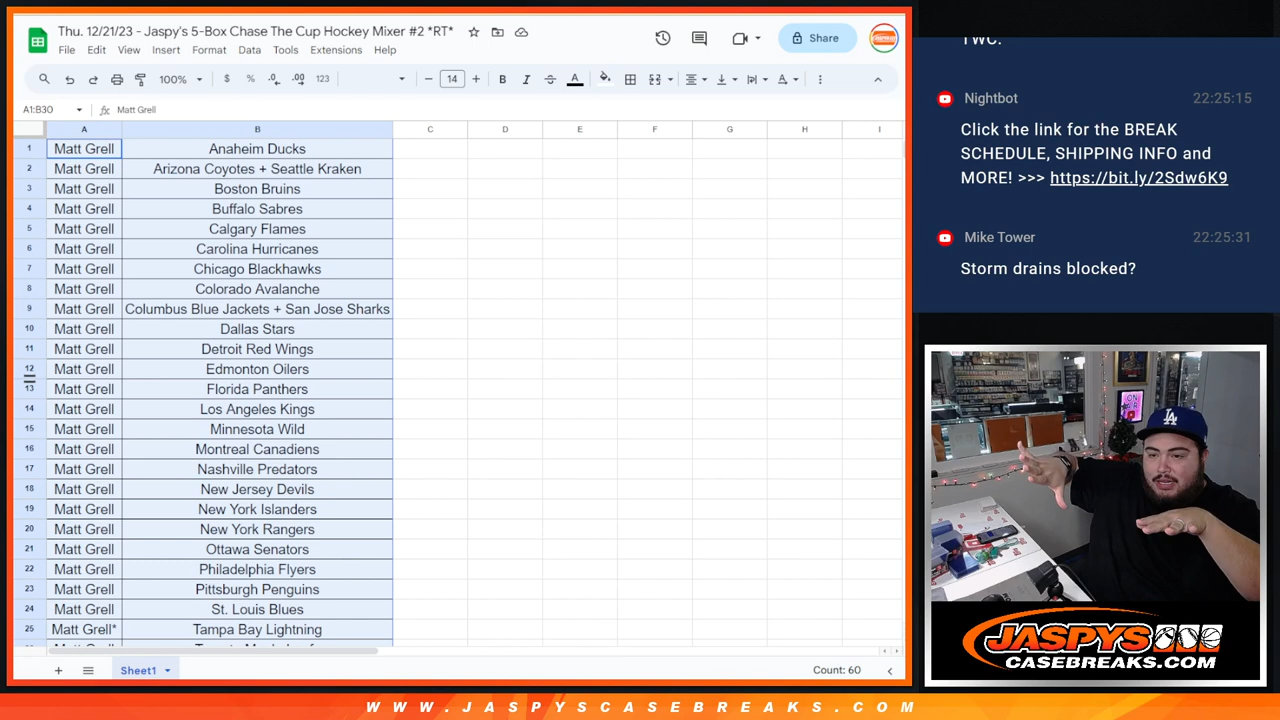 Thu. 12/21/23 - Jaspy's 5-Box Chase The Cup Hockey Mixer #2 *RT*
File Edit View Insert Format Data Tools Extensions Help
Share
100% $ % .0 .00 123 14 B I A
A1:B30 fx Matt Grell
A B C D E F G H I
1 Matt Grell Anaheim Ducks
2 Matt Grell Arizona Coyotes + Seattle Kraken
3 Matt Grell Boston Bruins
4 Matt Grell Buffalo Sabres
5 Matt Grell Calgary Flames
6 Matt Grell Carolina Hurricanes
7 Matt Grell Chicago Blackhawks
8 Matt Grell Colorado Avalanche
9 Matt Grell Columbus Blue Jackets + San Jose Sharks
10 Matt Grell Dallas Stars
11 Matt Grell Detroit Red Wings
12 Matt Grell Edmonton Oilers
13 Matt Grell Florida Panthers
14 Matt Grell Los Angeles Kings
15 Matt Grell Minnesota Wild
16 Matt Grell Montreal Canadiens
17 Matt Grell Nashville Predators
18 Matt Grell New Jersey Devils
19 Matt Grell New York Islanders
20 Matt Grell New York Rangers
21 Matt Grell Ottawa Senators
22 Matt Grell Philadelphia Flyers
23 Matt Grell Pittsburgh Penguins
24 Matt Grell St. Louis Blues
25 Matt Grell* Tampa Bay Lightning
Sheet1
Count: 60
TWC.
Nightbot 22:25:15
Click the link for the BREAK
SCHEDULE, SHIPPING INFO and
MORE! >>> https://bit.ly/2Sdw6K9
Mike Tower 22:25:31
Storm drains blocked?
ON
LA
JASPYS
CASEBREAKS.COM
WWW.JASPYSCASEBREAKS.COM